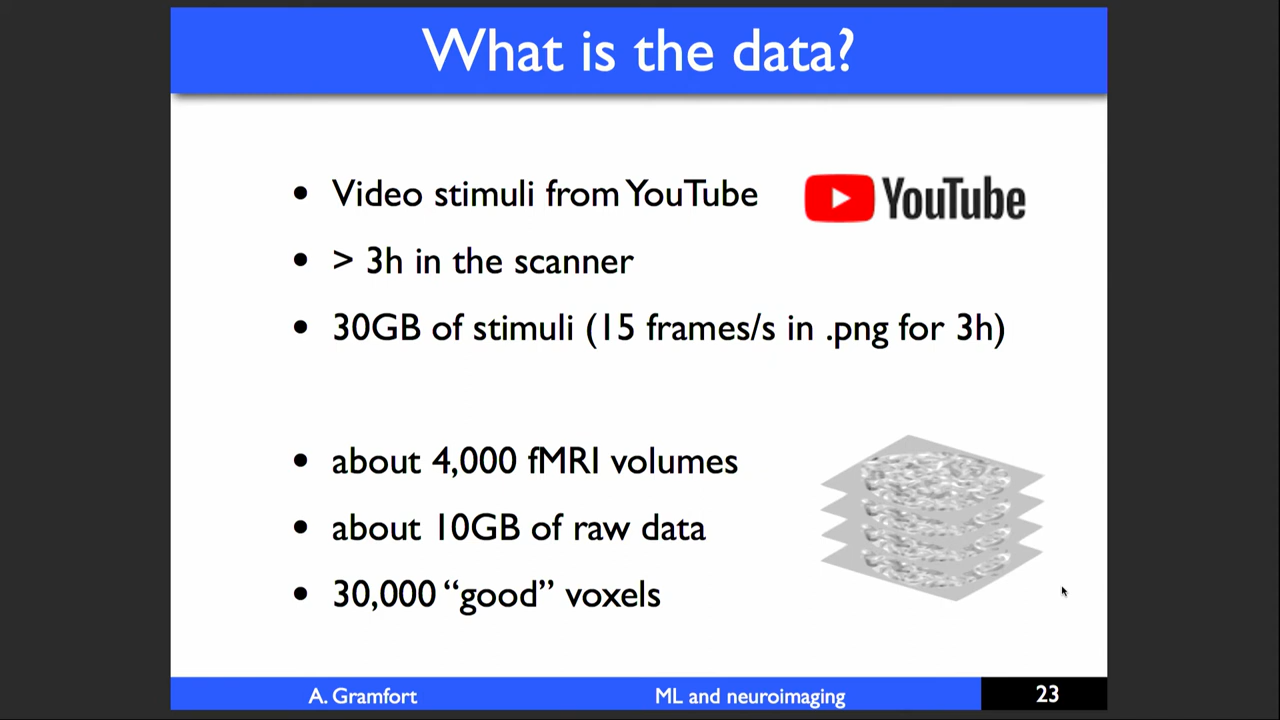 What is the data?
• Video stimuli from YouTube
YouTube
• > 3h in the scanner
• 30GB of stimuli (15 frames/s in .png for 3h)
• about 4,000 fMRI volumes
• about 10GB of raw data
• 30,000 “good” voxels
A. Gramfort
ML and neuroimaging
23